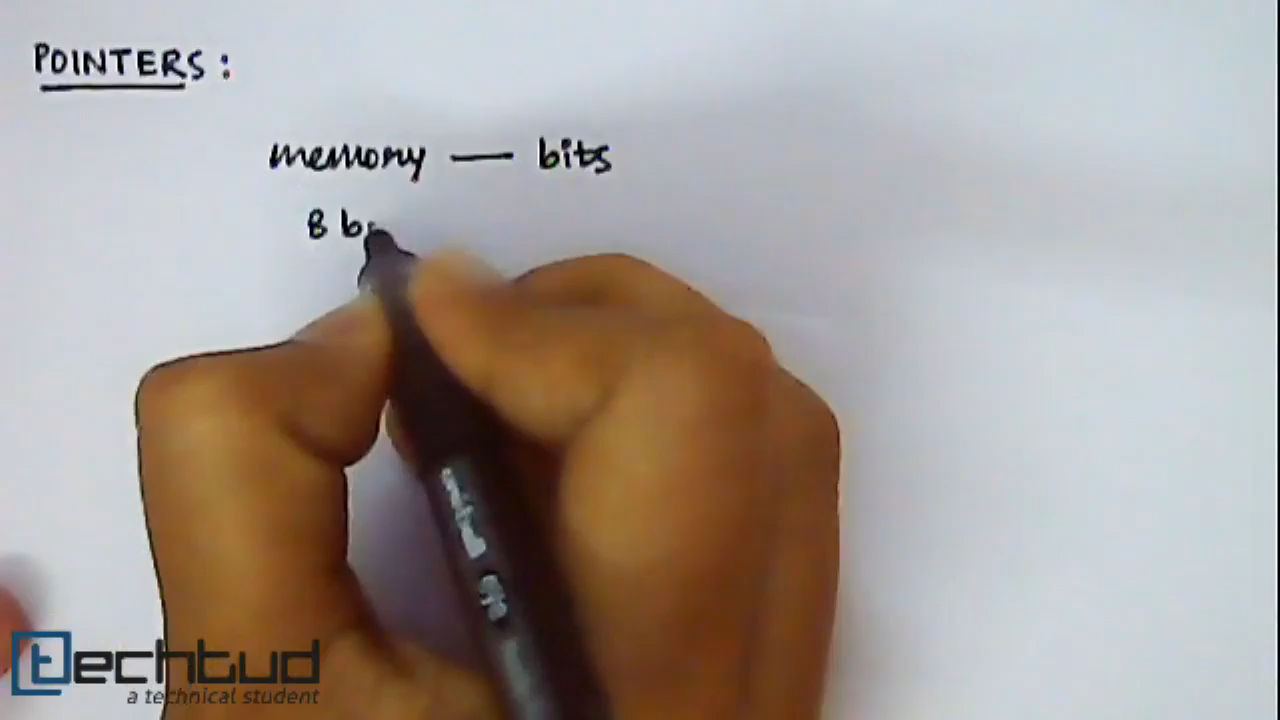 POINTERS :
memory — bits
8 b
techtud
a technical student